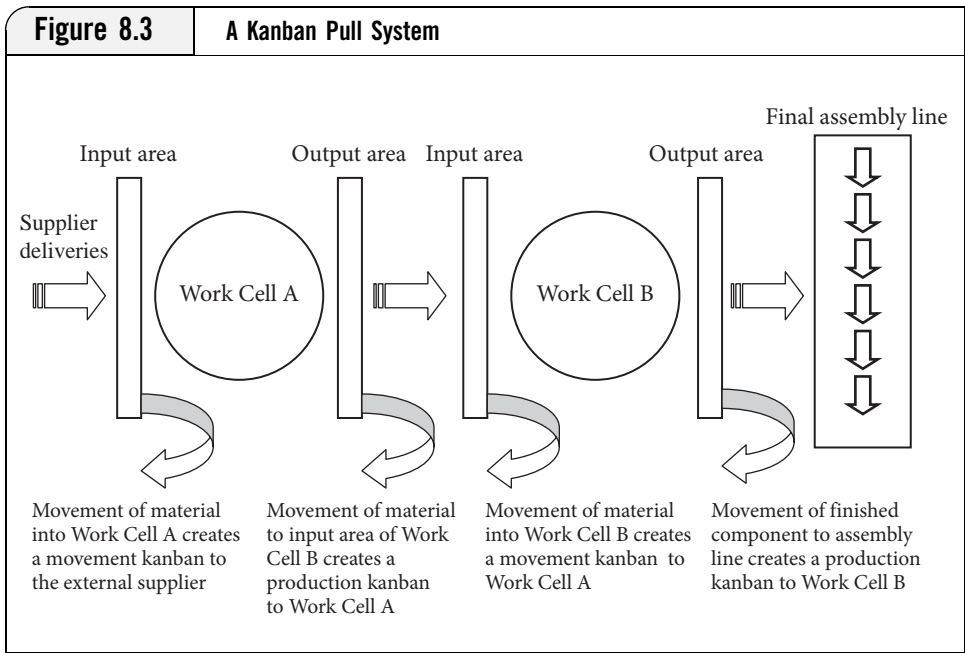 Figure 8.3
A Kanban Pull System
Final assembly line
Input area
Output area
Input area
Output area
Supplier
deliveries
Work Cell A
Work Cell B
Movement of material
into Work Cell A creates
a movement kanban to
the external supplier
Movement of material
to input area of Work
Cell B creates a
production kanban
to Work Cell A
Movement of material
into Work Cell B creates
a movement kanban to
Work Cell A
Movement of finished
component to assembly
line creates a production
kanban to Work Cell B